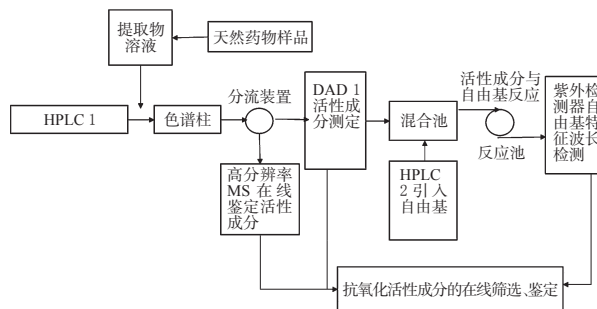 提取物
溶液
天然药物样品
HPLC 1
色谱柱
分流装置
DAD 1
活性成
分测定
混合池
活性成分与
自由基反应
反应池
紫外检
测器自
由基特
征波长
检测
高分辨率
MS 在线
鉴定活性
成分
HPLC
2 引入
自由基
抗氧化活性成分的在线筛选、鉴定